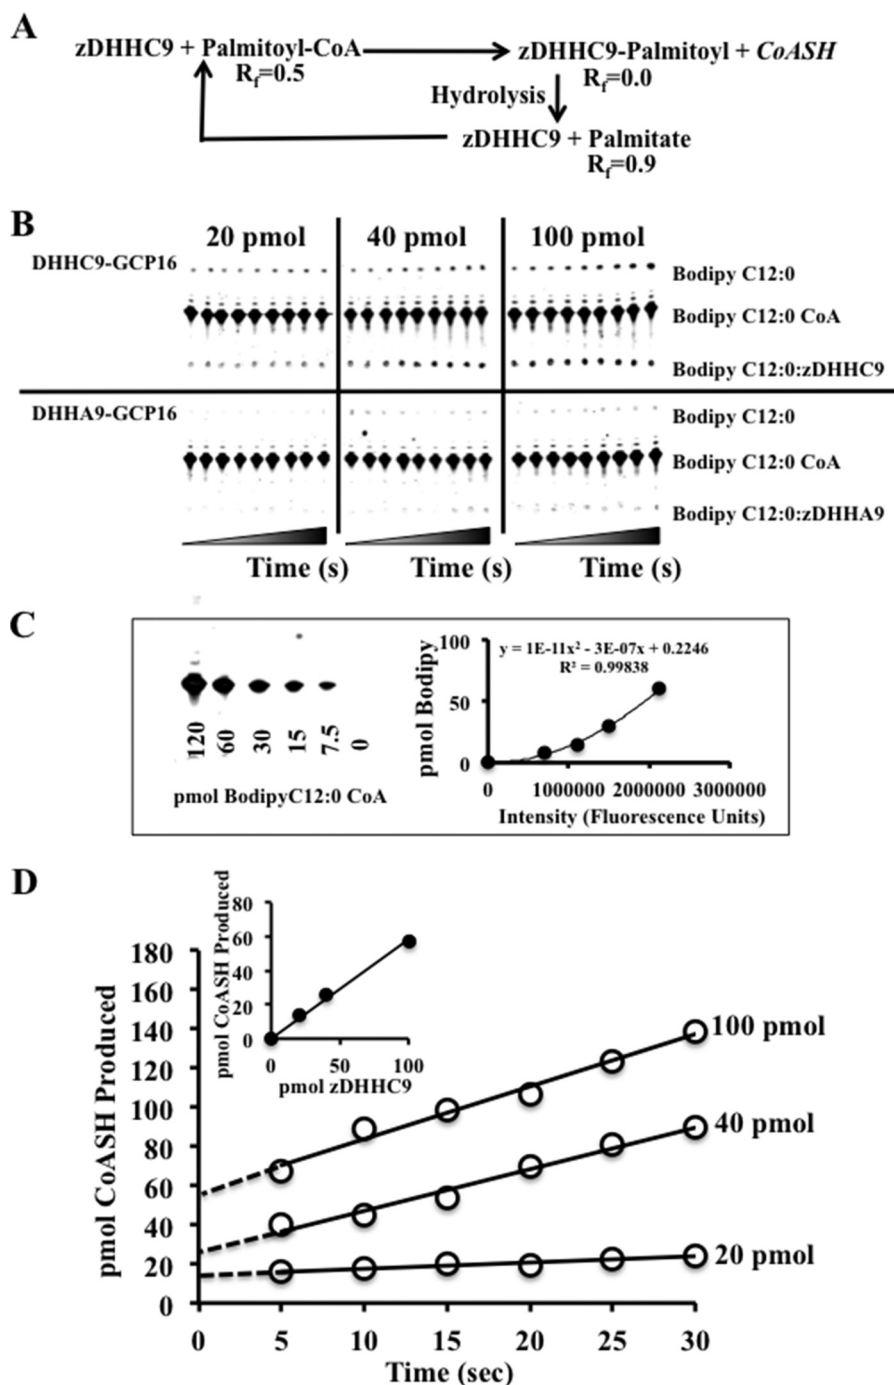 A
zDHHC9 + Palmitoyl-CoA
zDHHC9-Palmitoyl + CoASH
Rf=0.5
Rf=0.0
Hydrolysis
zDHHC9 + Palmitate
Rf=0.9
B
20 pmol
40 pmol
100 pmol
DHHC9-GCP16
Bodipy C12:0
Bodipy C12:0 CoA
Bodipy C12:0:zDHHC9
DHHA9-GCP16
Bodipy C12:0
Bodipy C12:0 CoA
Bodipy C12:0:zDHHA9
Time (s)
Time (s)
Time (s)
C
120
60
30
15
7.5
0
pmol BodipyC12:0 CoA
pmol Bodipy
100
50
0
y = 1E-11x² - 3E-07x + 0.2246
R² = 0.99838
0 1000000 2000000 3000000
Intensity (Fluorescence Units)
D
pmol CoASH Produced
80
60
40
20
0
0 50 100
pmol zDHHC9
pmol CoASH Produced
180
160
140
120
100
80
60
40
20
0
100 pmol
40 pmol
20 pmol
0 5 10 15 20 25 30
Time (sec)